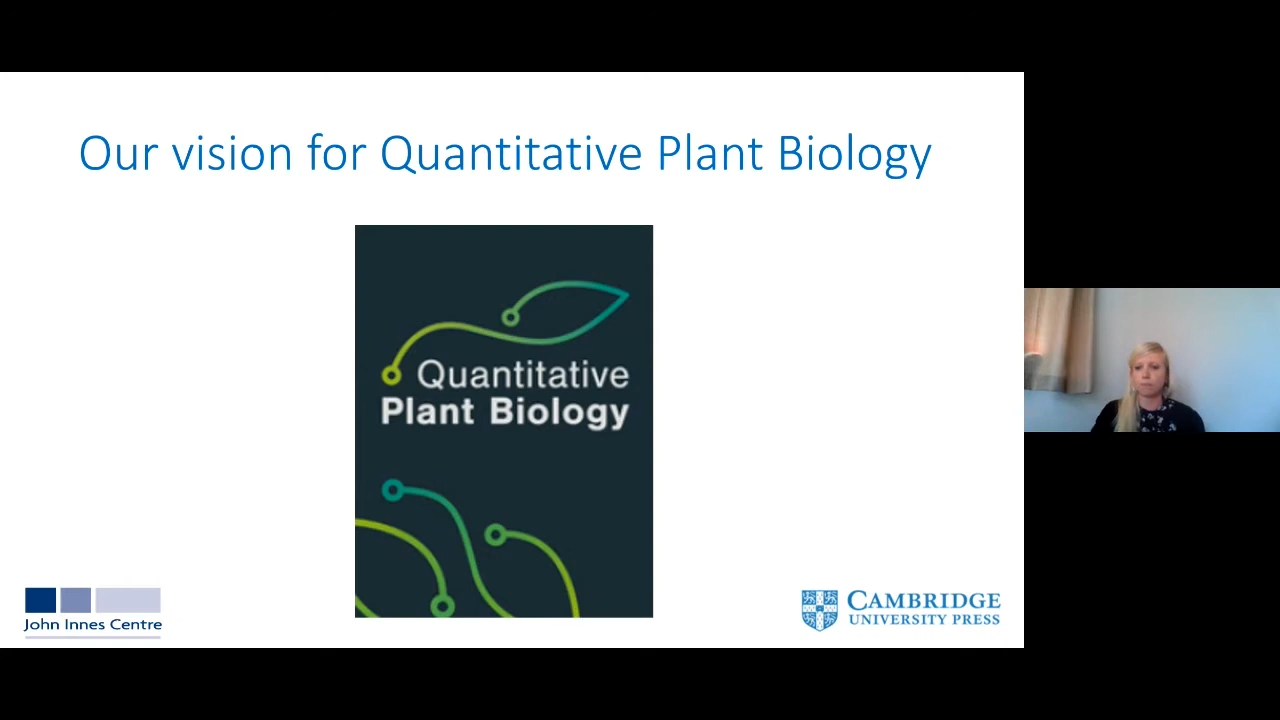 Our vision for Quantitative Plant Biology
Quantitative
Plant Biology
John Innes Centre
CAMBRIDGE
UNIVERSITY PRESS